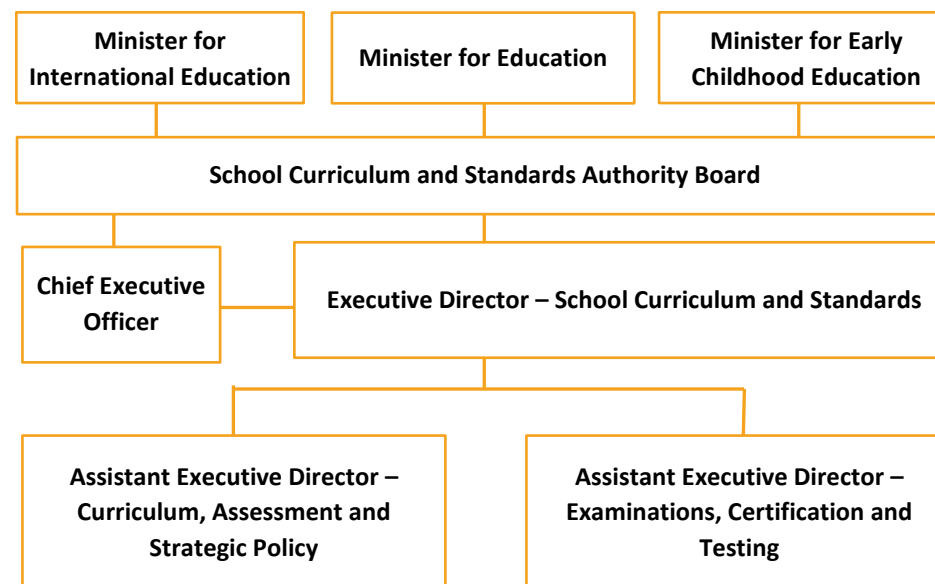 Minister for
International Education
Minister for Education
Minister for Early
Childhood Education
School Curriculum and Standards Authority Board
Chief Executive
Officer
Executive Director – School Curriculum and Standards
Assistant Executive Director –
Curriculum, Assessment and
Strategic Policy
Assistant Executive Director –
Examinations, Certification and
Testing